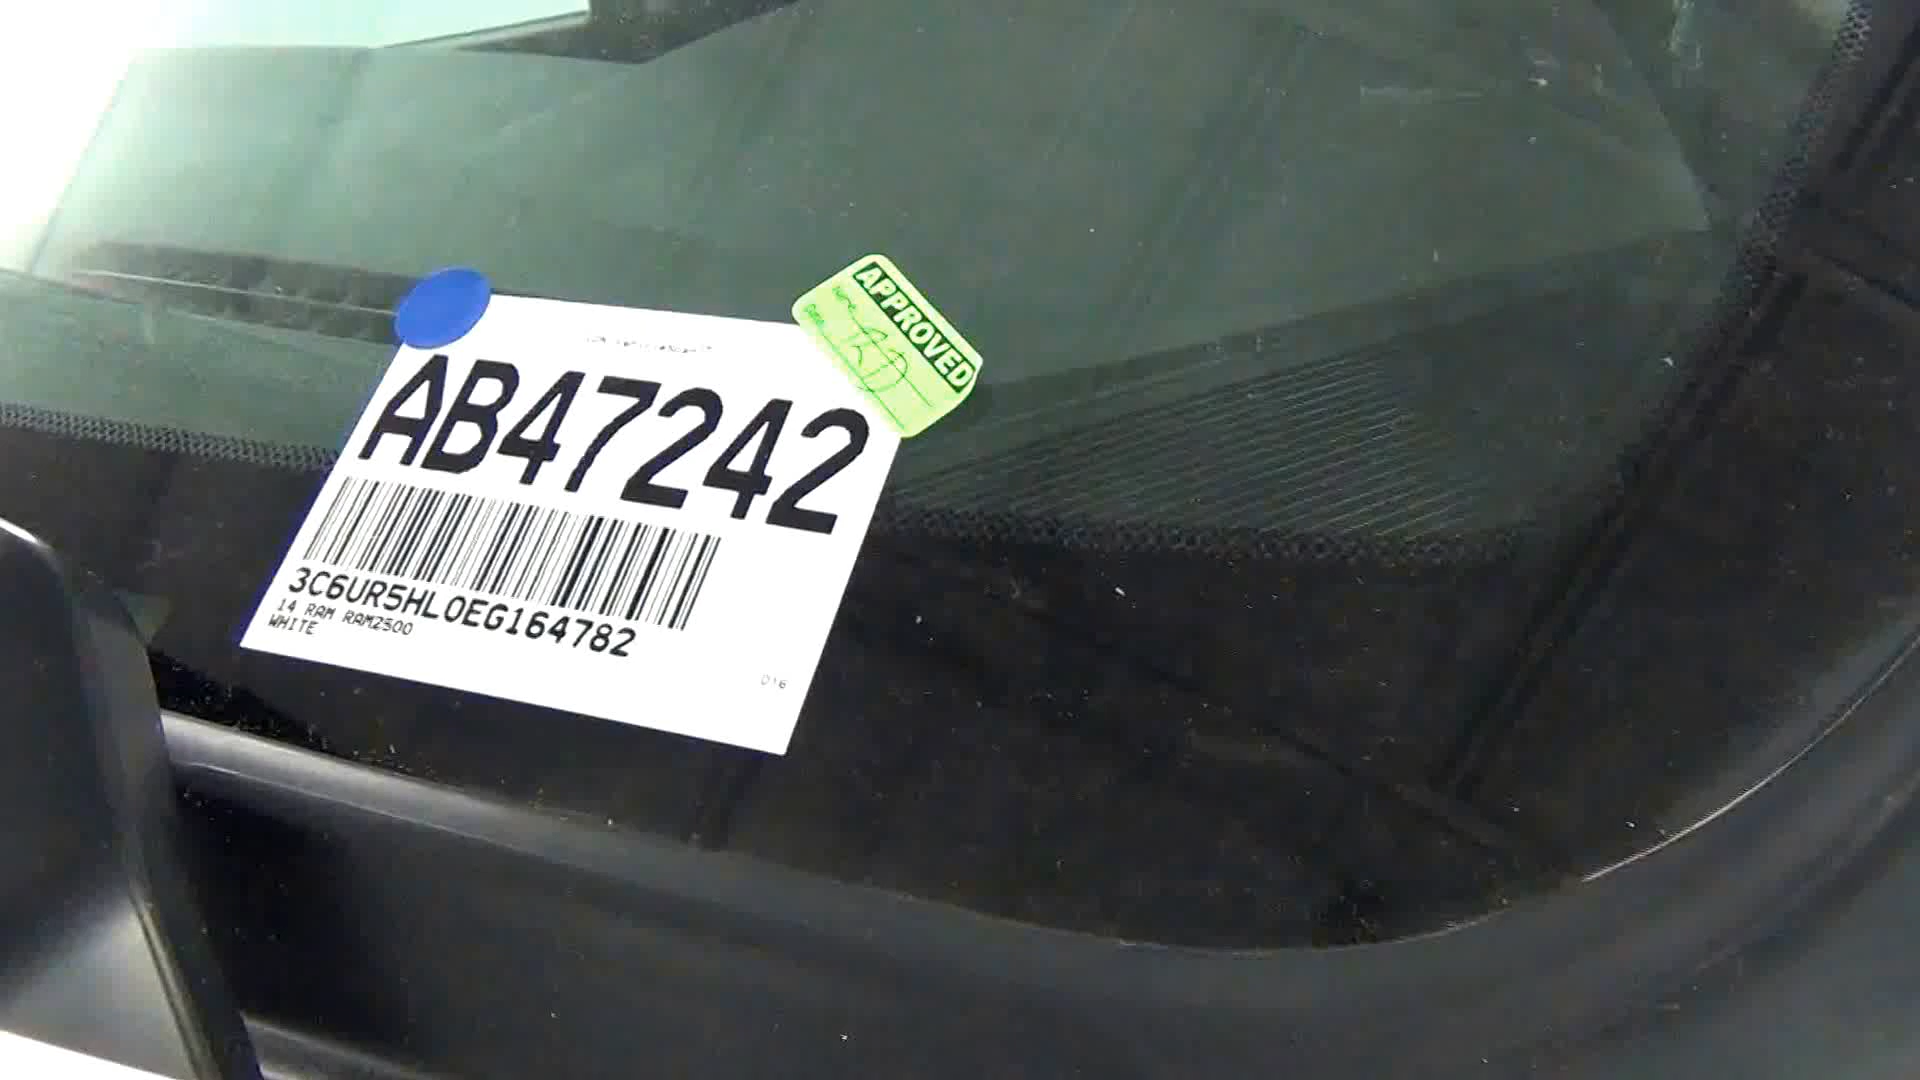 APPROVED
AB47242
3C6UR5HL0EG164782
14 RAM RAM2500
WHITE
D16